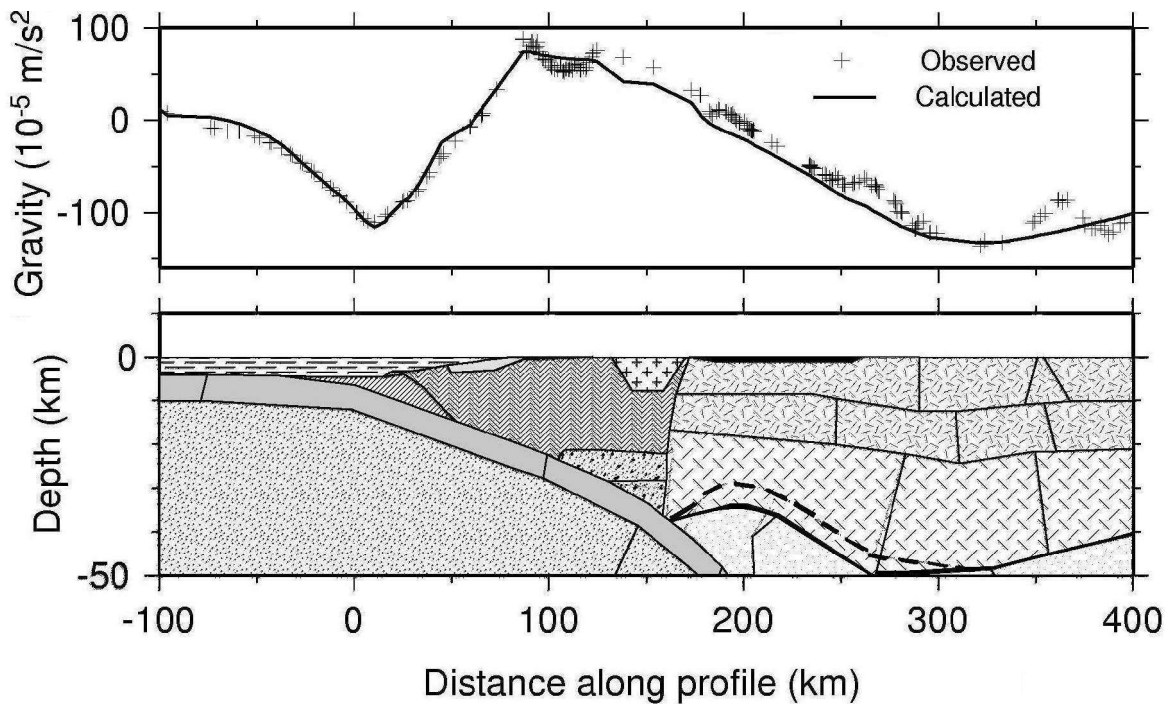 100
0
-100
Gravity (10⁻⁵ m/s²)
Observed
Calculated
0
-50
Depth (km)
-100 0 100 200 300 400
Distance along profile (km)